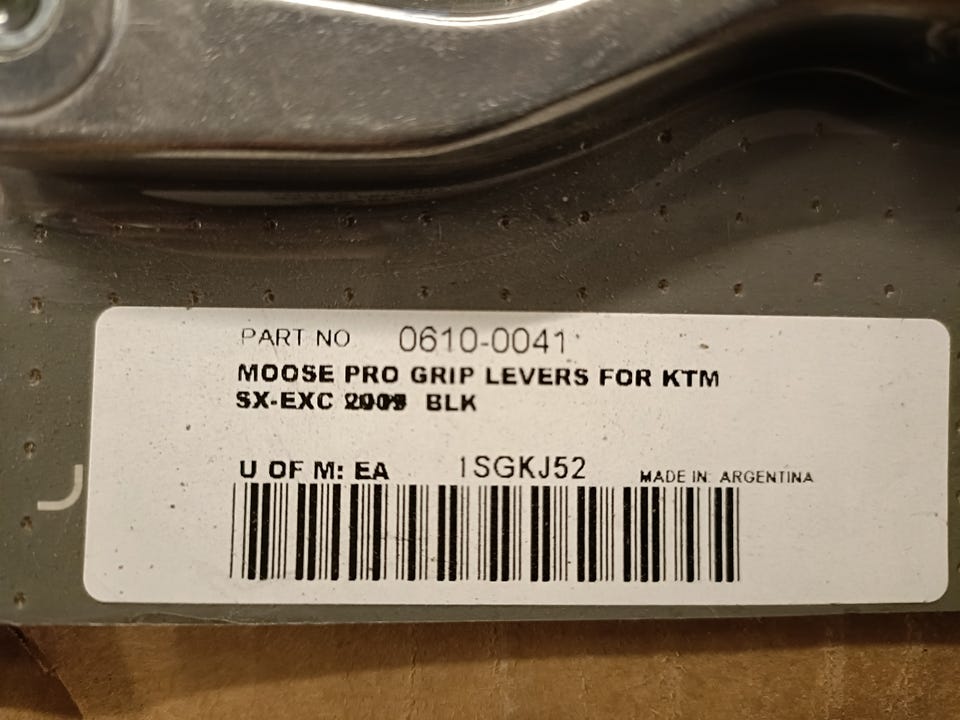 PART NO 0610-0041
MOOSE PRO GRIP LEVERS FOR KTM
SX-EXC BLK
U OF M: EA 1SGKJ52 MADE IN: ARGENTINA